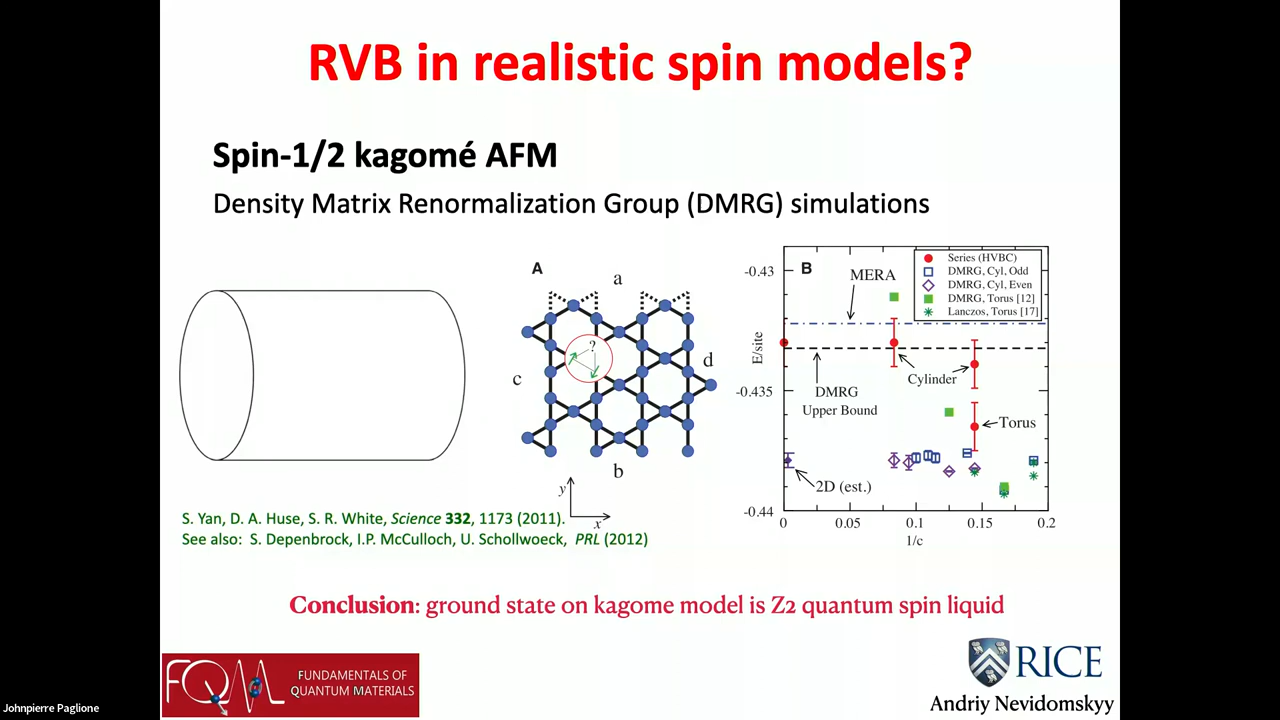 RVB in realistic spin models?
Spin-1/2 kagomé AFM
Density Matrix Renormalization Group (DMRG) simulations
A
a
?
c
d
b
y
x
B
-0.43
-0.435
-0.44
E/site
MERA
Series (HVBC)
DMRG, Cyl, Odd
DMRG, Cyl, Even
DMRG, Torus [12]
Lanczos, Torus [17]
Cylinder
DMRG
Upper Bound
Torus
2D (est.)
0
0.05
0.1
0.15
0.2
1/c
S. Yan, D. A. Huse, S. R. White, Science 332, 1173 (2011).
See also: S. Depenbrock, I.P. McCulloch, U. Schollwoeck, PRL (2012)
Conclusion: ground state on kagome model is Z2 quantum spin liquid
FQM
FUNDAMENTALS OF
QUANTUM MATERIALS
RICE
Andriy Nevidomskyy
Johnpierre Paglione